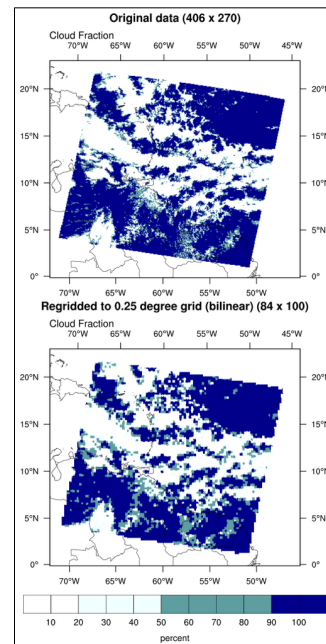 Original data (406 x 270)
Cloud Fraction
70°W 65°W 60°W 55°W 50°W 45°W
20°N 20°N
15°N 15°N
10°N 10°N
5°N 5°N
0° 0°
70°W 65°W 60°W 55°W 50°W
Regridded to 0.25 degree grid (bilinear) (84 x 100)
Cloud Fraction
70°W 65°W 60°W 55°W 50°W 45°W
20°N 20°N
15°N 15°N
10°N 10°N
5°N 5°N
0° 0°
70°W 65°W 60°W 55°W 50°W
10 20 40 50 60 80 90 100
percent